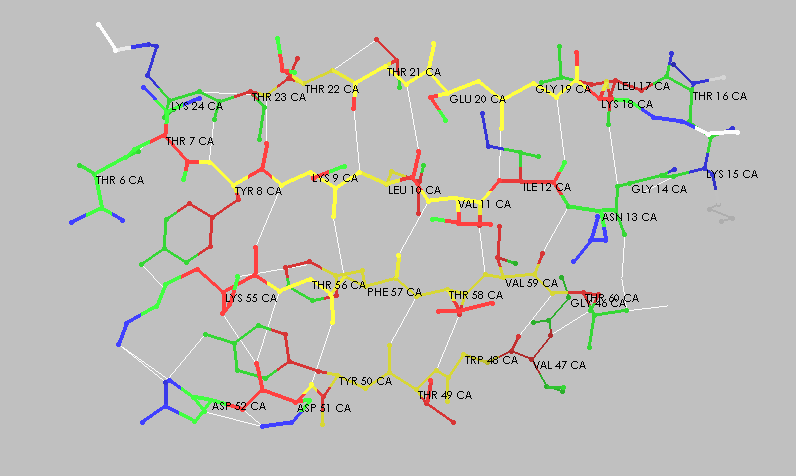 THR 21 CA
THR 22 CA
THR 23 CA
LYS 24 CA
GLU 20 CA
GLY 19 CA
LEU 17 CA
LYS 18 CA
THR 16 CA
THR 7 CA
THR 6 CA
TYR 8 CA
LYS 9 CA
LEU 10 CA
VAL 11 CA
ILE 12 CA
ASN 13 CA
GLY 14 CA
LYS 15 CA
LYS 55 CA
THR 56 CA
PHE 57 CA
THR 58 CA
VAL 59 CA
THR 60 CA
GLY 46 CA
VAL 47 CA
TRP 48 CA
THR 49 CA
TYR 50 CA
ASP 51 CA
ASP 52 CA